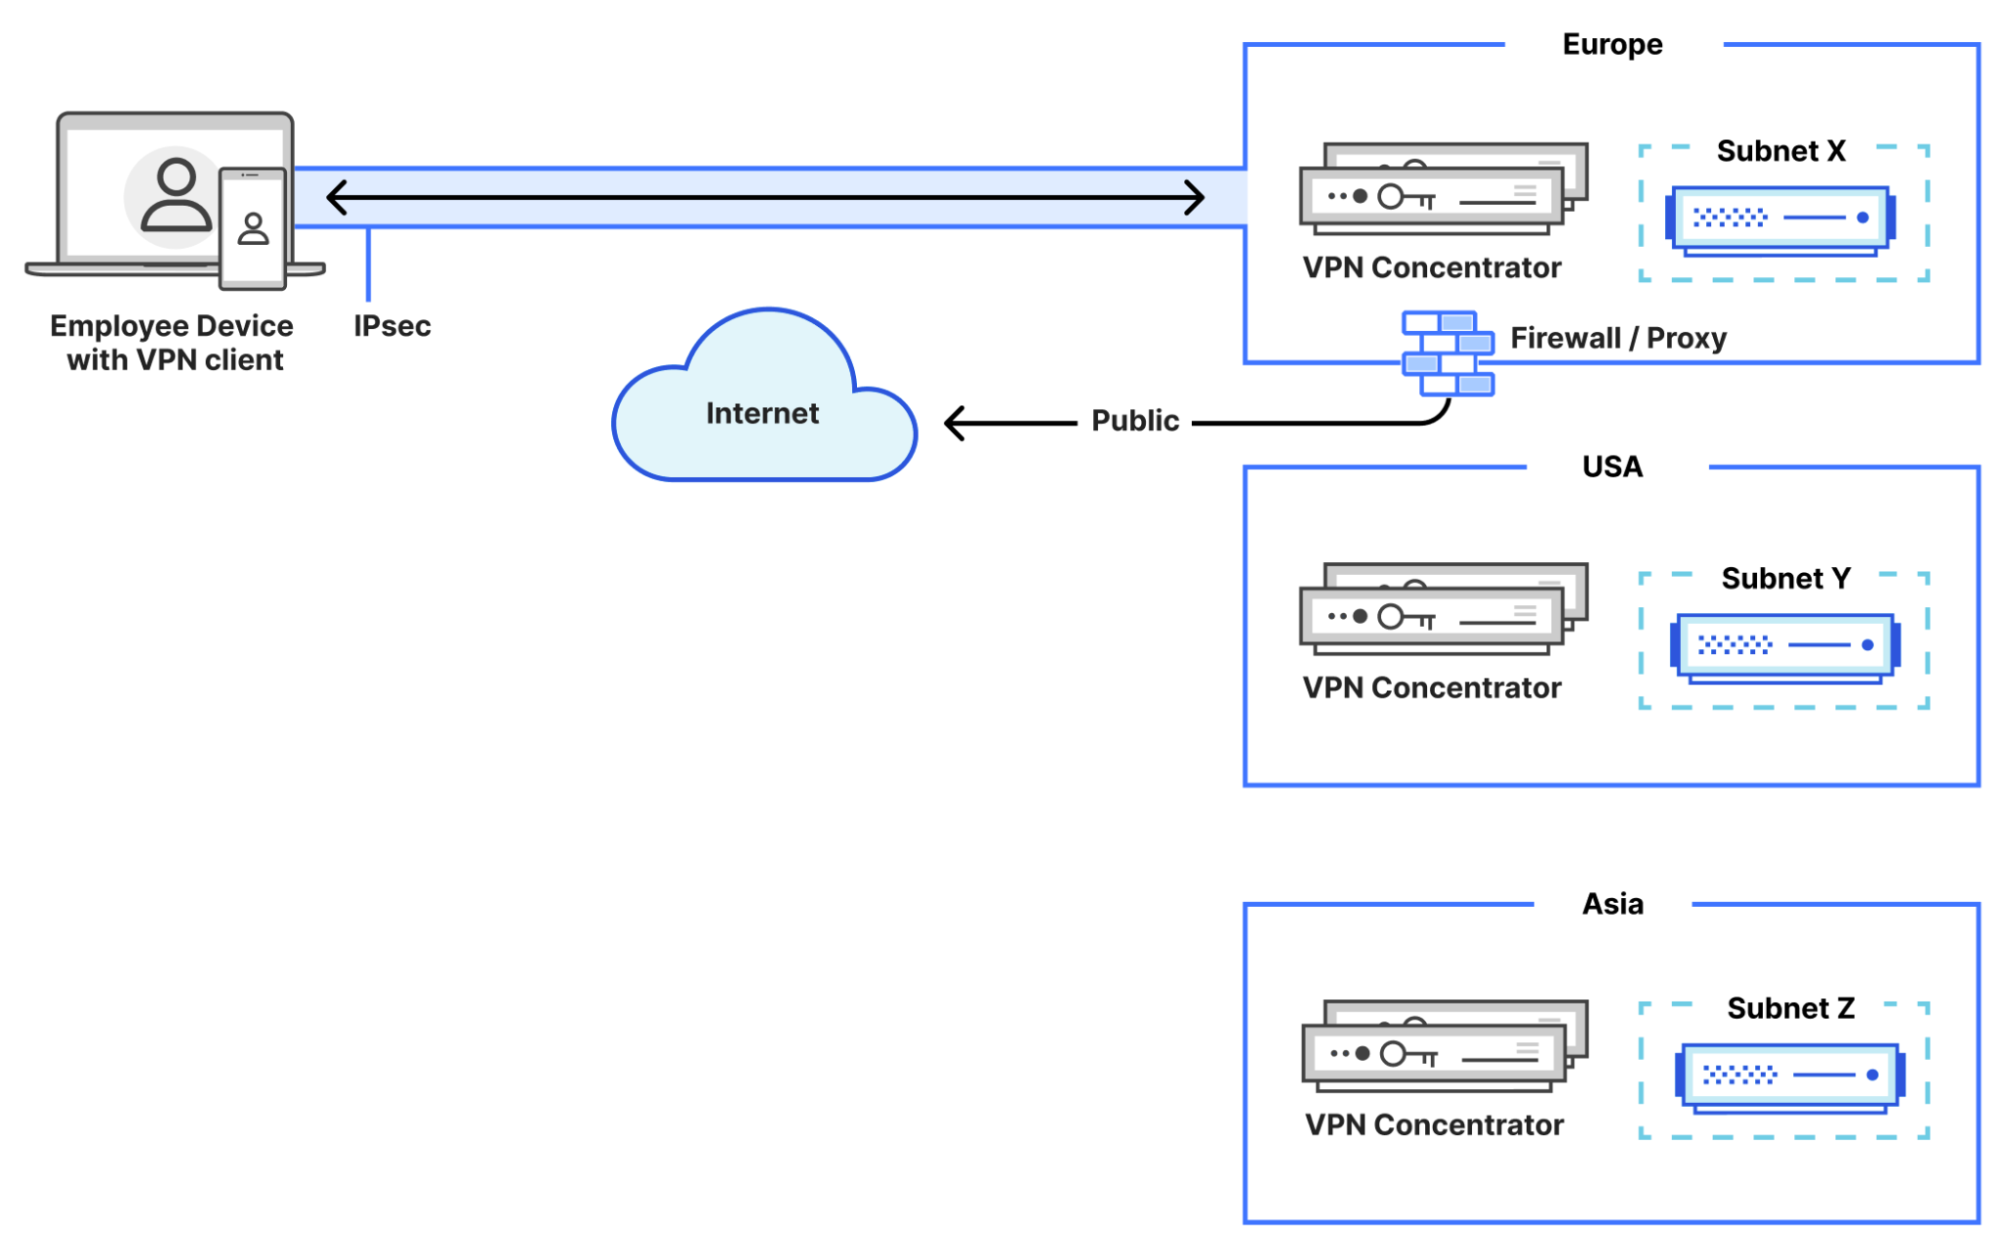 Europe
Subnet X
VPN Concentrator
Employee Device
with VPN client
IPsec
Firewall / Proxy
Internet
Public
USA
Subnet Y
VPN Concentrator
Asia
Subnet Z
VPN Concentrator